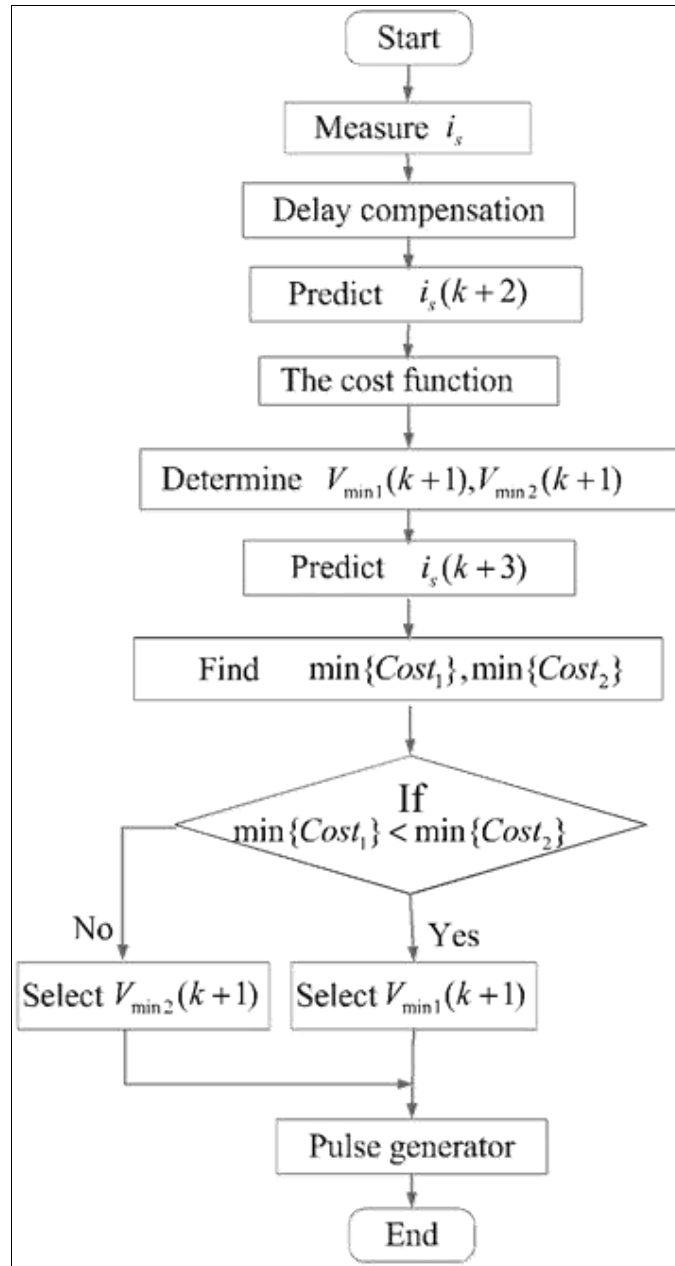 Start
Measure i_s
Delay compensation
Predict i_s(k+2)
The cost function
Determine V_min1(k+1),V_min2(k+1)
Predict i_s(k+3)
Find min{Cost_1},min{Cost_2}
If
min{Cost_1} < min{Cost_2}
No
Yes
Select V_min2(k+1)
Select V_min1(k+1)
Pulse generator
End